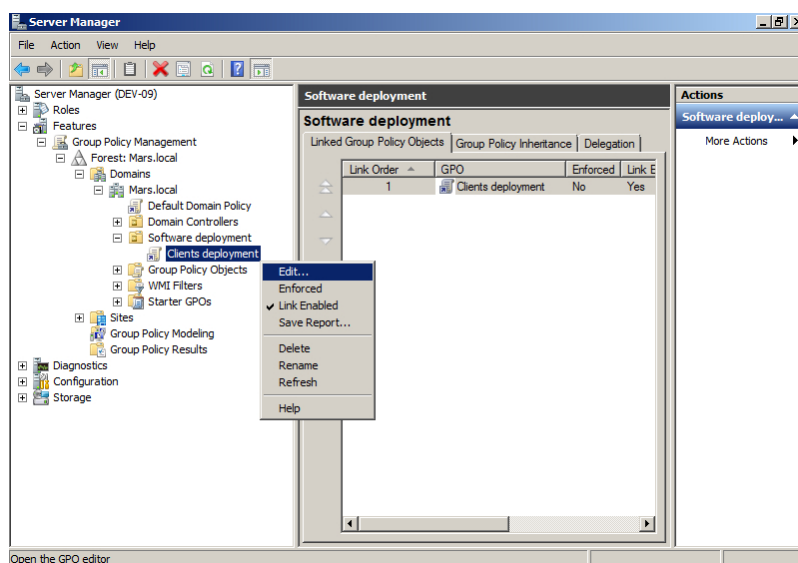 Server Manager
File Action View Help
Server Manager (DEV-09)
Roles
Features
Group Policy Management
Forest: Mars.local
Domains
Mars.local
Default Domain Policy
Domain Controllers
Software deployment
Clients deployment
Group Policy Objects
WMI Filters
Starter GPOs
Sites
Group Policy Modeling
Group Policy Results
Diagnostics
Configuration
Storage
Edit...
Enforced
Link Enabled
Save Report...
Delete
Rename
Refresh
Help
Software deployment
Software deployment
Linked Group Policy Objects Group Policy Inheritance Delegation
Link Order GPO Enforced Link E
1 Clients deployment No Yes
Actions
Software deploy...
More Actions
Open the GPO editor